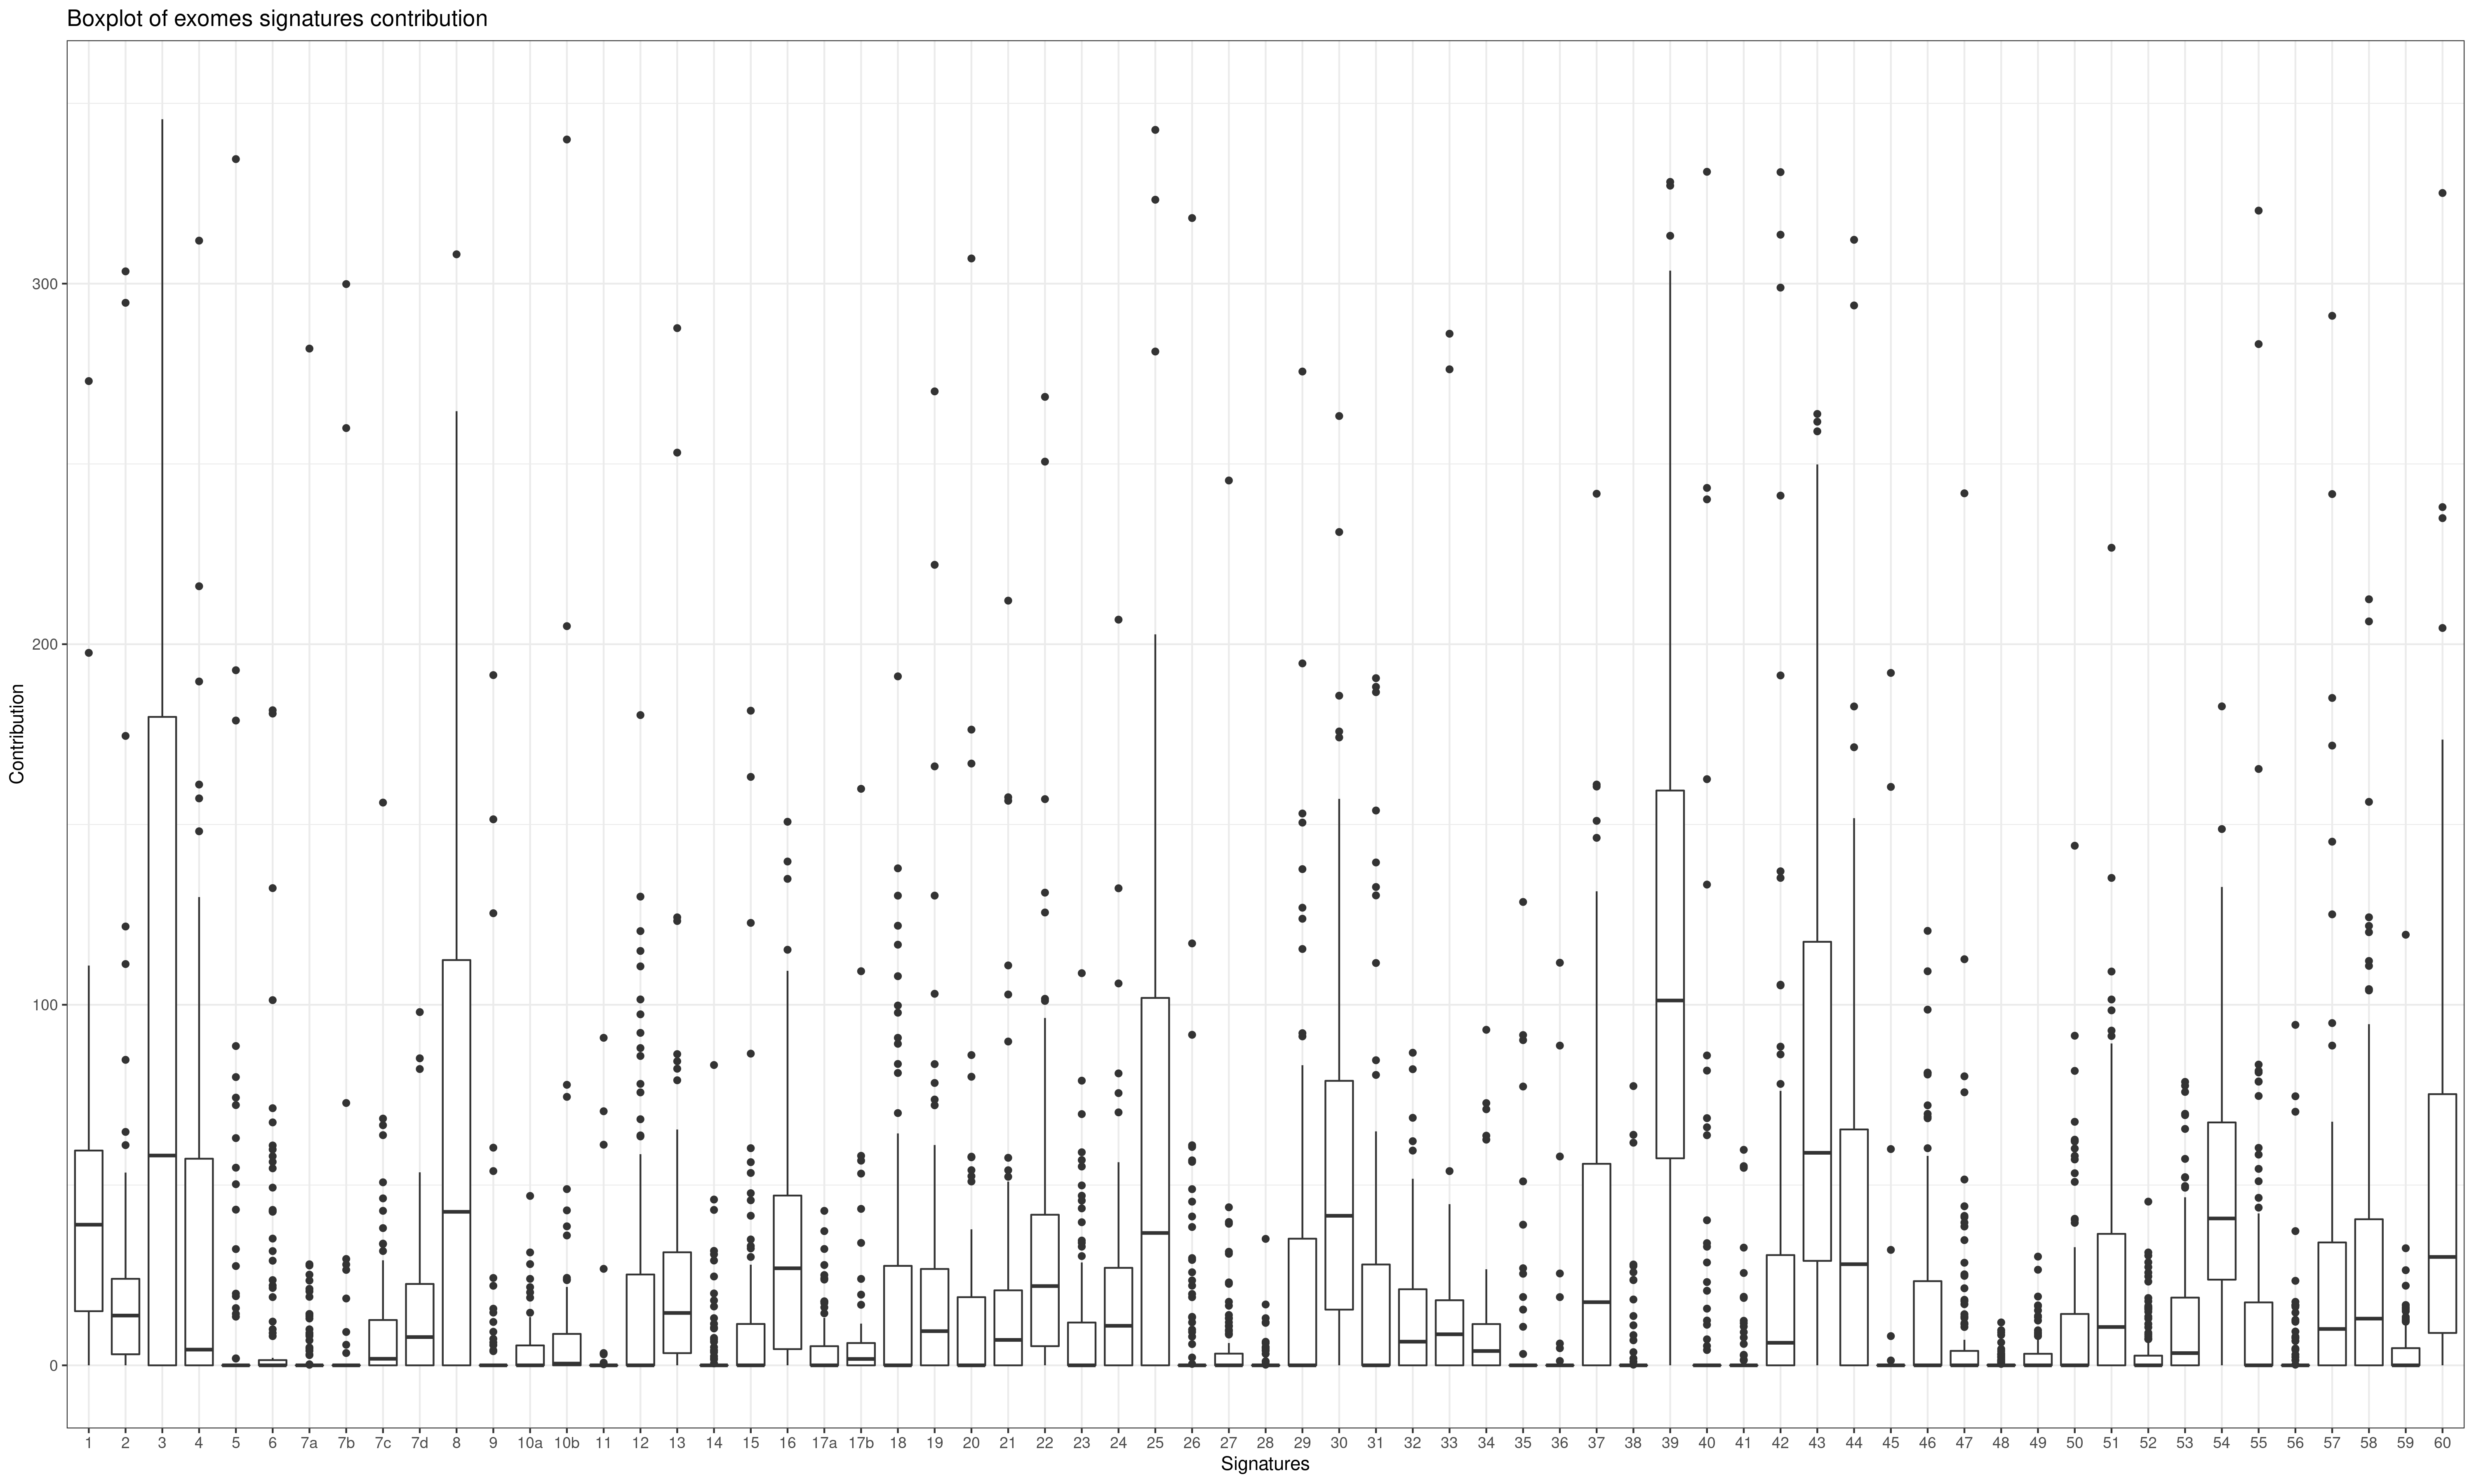 Boxplot of exomes signatures contribution
Contribution
300
200
100
0
1 2 3 4 5 6 7a 7b 7c 7d 8 9 10a 10b 11 12 13 14 15 16 17a 17b 18 19 20 21 22 23 24 25 26 27 28 29 30 31 32 33 34 35 36 37 38 39 40 41 42 43 44 45 46 47 48 49 50 51 52 53 54 55 56 57 58 59 60
Signatures